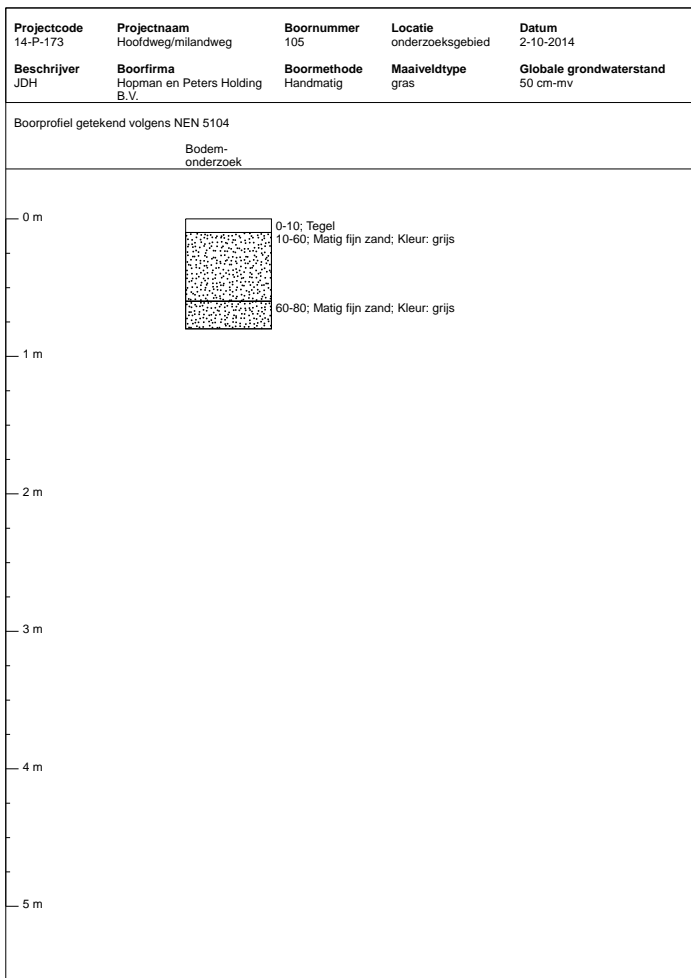 Projectcode Projectnaam Boornummer Locatie Datum
14-P-173 Hoofdweg/milandweg 105 onderzoeksgebied 2-10-2014
Beschrijver Boorfirma Boormethode Maaiveldtype Globale grondwaterstand
JDH Hopman en Peters Holding Handmatig gras 50 cm-mv
B.V.
Boorprofiel getekend volgens NEN 5104
Bodem-
onderzoek
0 m
0-10; Tegel
10-60; Matig fijn zand; Kleur: grijs
60-80; Matig fijn zand; Kleur: grijs
1 m
2 m
3 m
4 m
5 m